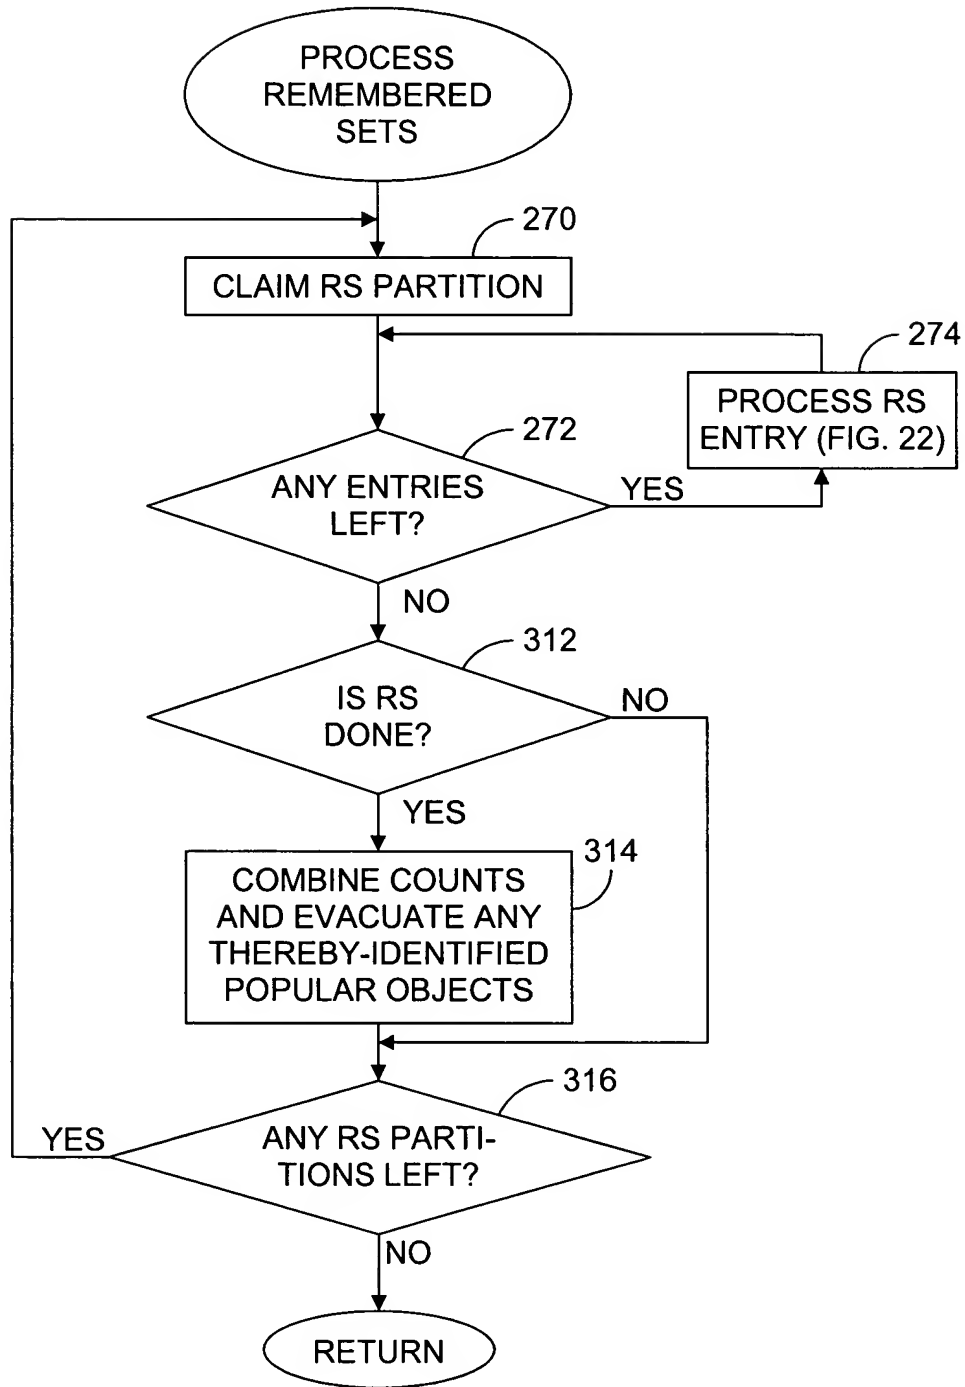 PROCESS
REMEMBERED
SETS
270
CLAIM RS PARTITION
274
PROCESS RS
ENTRY (FIG. 22)
272
ANY ENTRIES
LEFT?
YES
NO
312
IS RS
DONE?
NO
YES
314
COMBINE COUNTS
AND EVACUATE ANY
THEREBY-IDENTIFIED
POPULAR OBJECTS
316
YES
ANY RS PARTI-
TIONS LEFT?
NO
RETURN